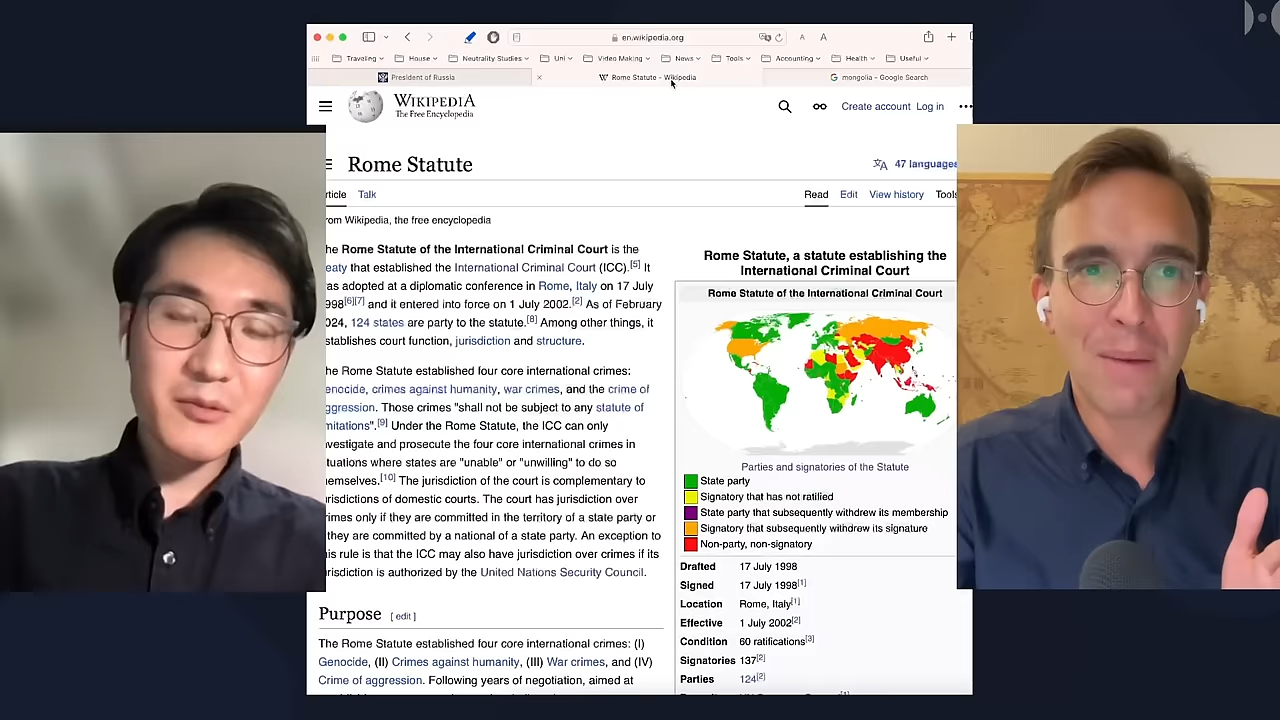 en.wikipedia.org
A A
Traveling House Neutrality Studies Uni Video Making News Tools Accounting Health Useful
President of Russia
Rome Statute - Wikipedia
mongolia - Google Search
WIKIPEDIA
The Free Encyclopedia
Create account Log in
Rome Statute
47 languages
rticle Talk
Read Edit View history Tools
rom Wikipedia, the free encyclopedia
he Rome Statute of the International Criminal Court is the
eaty that established the International Criminal Court (ICC).[5] It
was adopted at a diplomatic conference in Rome, Italy on 17 July
998[6][7] and it entered into force on 1 July 2002.[2] As of February
024, 124 states are party to the statute.[8] Among other things, it
stablishes court function, jurisdiction and structure.
he Rome Statute established four core international crimes:
enocide, crimes against humanity, war crimes, and the crime of
ggression. Those crimes "shall not be subject to any statute of
mitations".[9] Under the Rome Statute, the ICC can only
vestigate and prosecute the four core international crimes in
tuations where states are "unable" or "unwilling" to do so
emselves.[10] The jurisdiction of the court is complementary to
risdictions of domestic courts. The court has jurisdiction over
rimes only if they are committed in the territory of a state party or
they are committed by a national of a state party. An exception to
is rule is that the ICC may also have jurisdiction over crimes if its
risdiction is authorized by the United Nations Security Council.
Purpose [ edit ]
The Rome Statute established four core international crimes: (I)
Genocide, (II) Crimes against humanity, (III) War crimes, and (IV)
Crime of aggression. Following years of negotiation, aimed at
Rome Statute, a statute establishing the
International Criminal Court
Rome Statute of the International Criminal Court
Parties and signatories of the Statute
State party
Signatory that has not ratified
State party that subsequently withdrew its membership
Signatory that subsequently withdrew its signature
Non-party, non-signatory
Drafted 17 July 1998
Signed 17 July 1998[1]
Location Rome, Italy[1]
Effective 1 July 2002[2]
Condition 60 ratifications[3]
Signatories 137[2]
Parties 124[2]